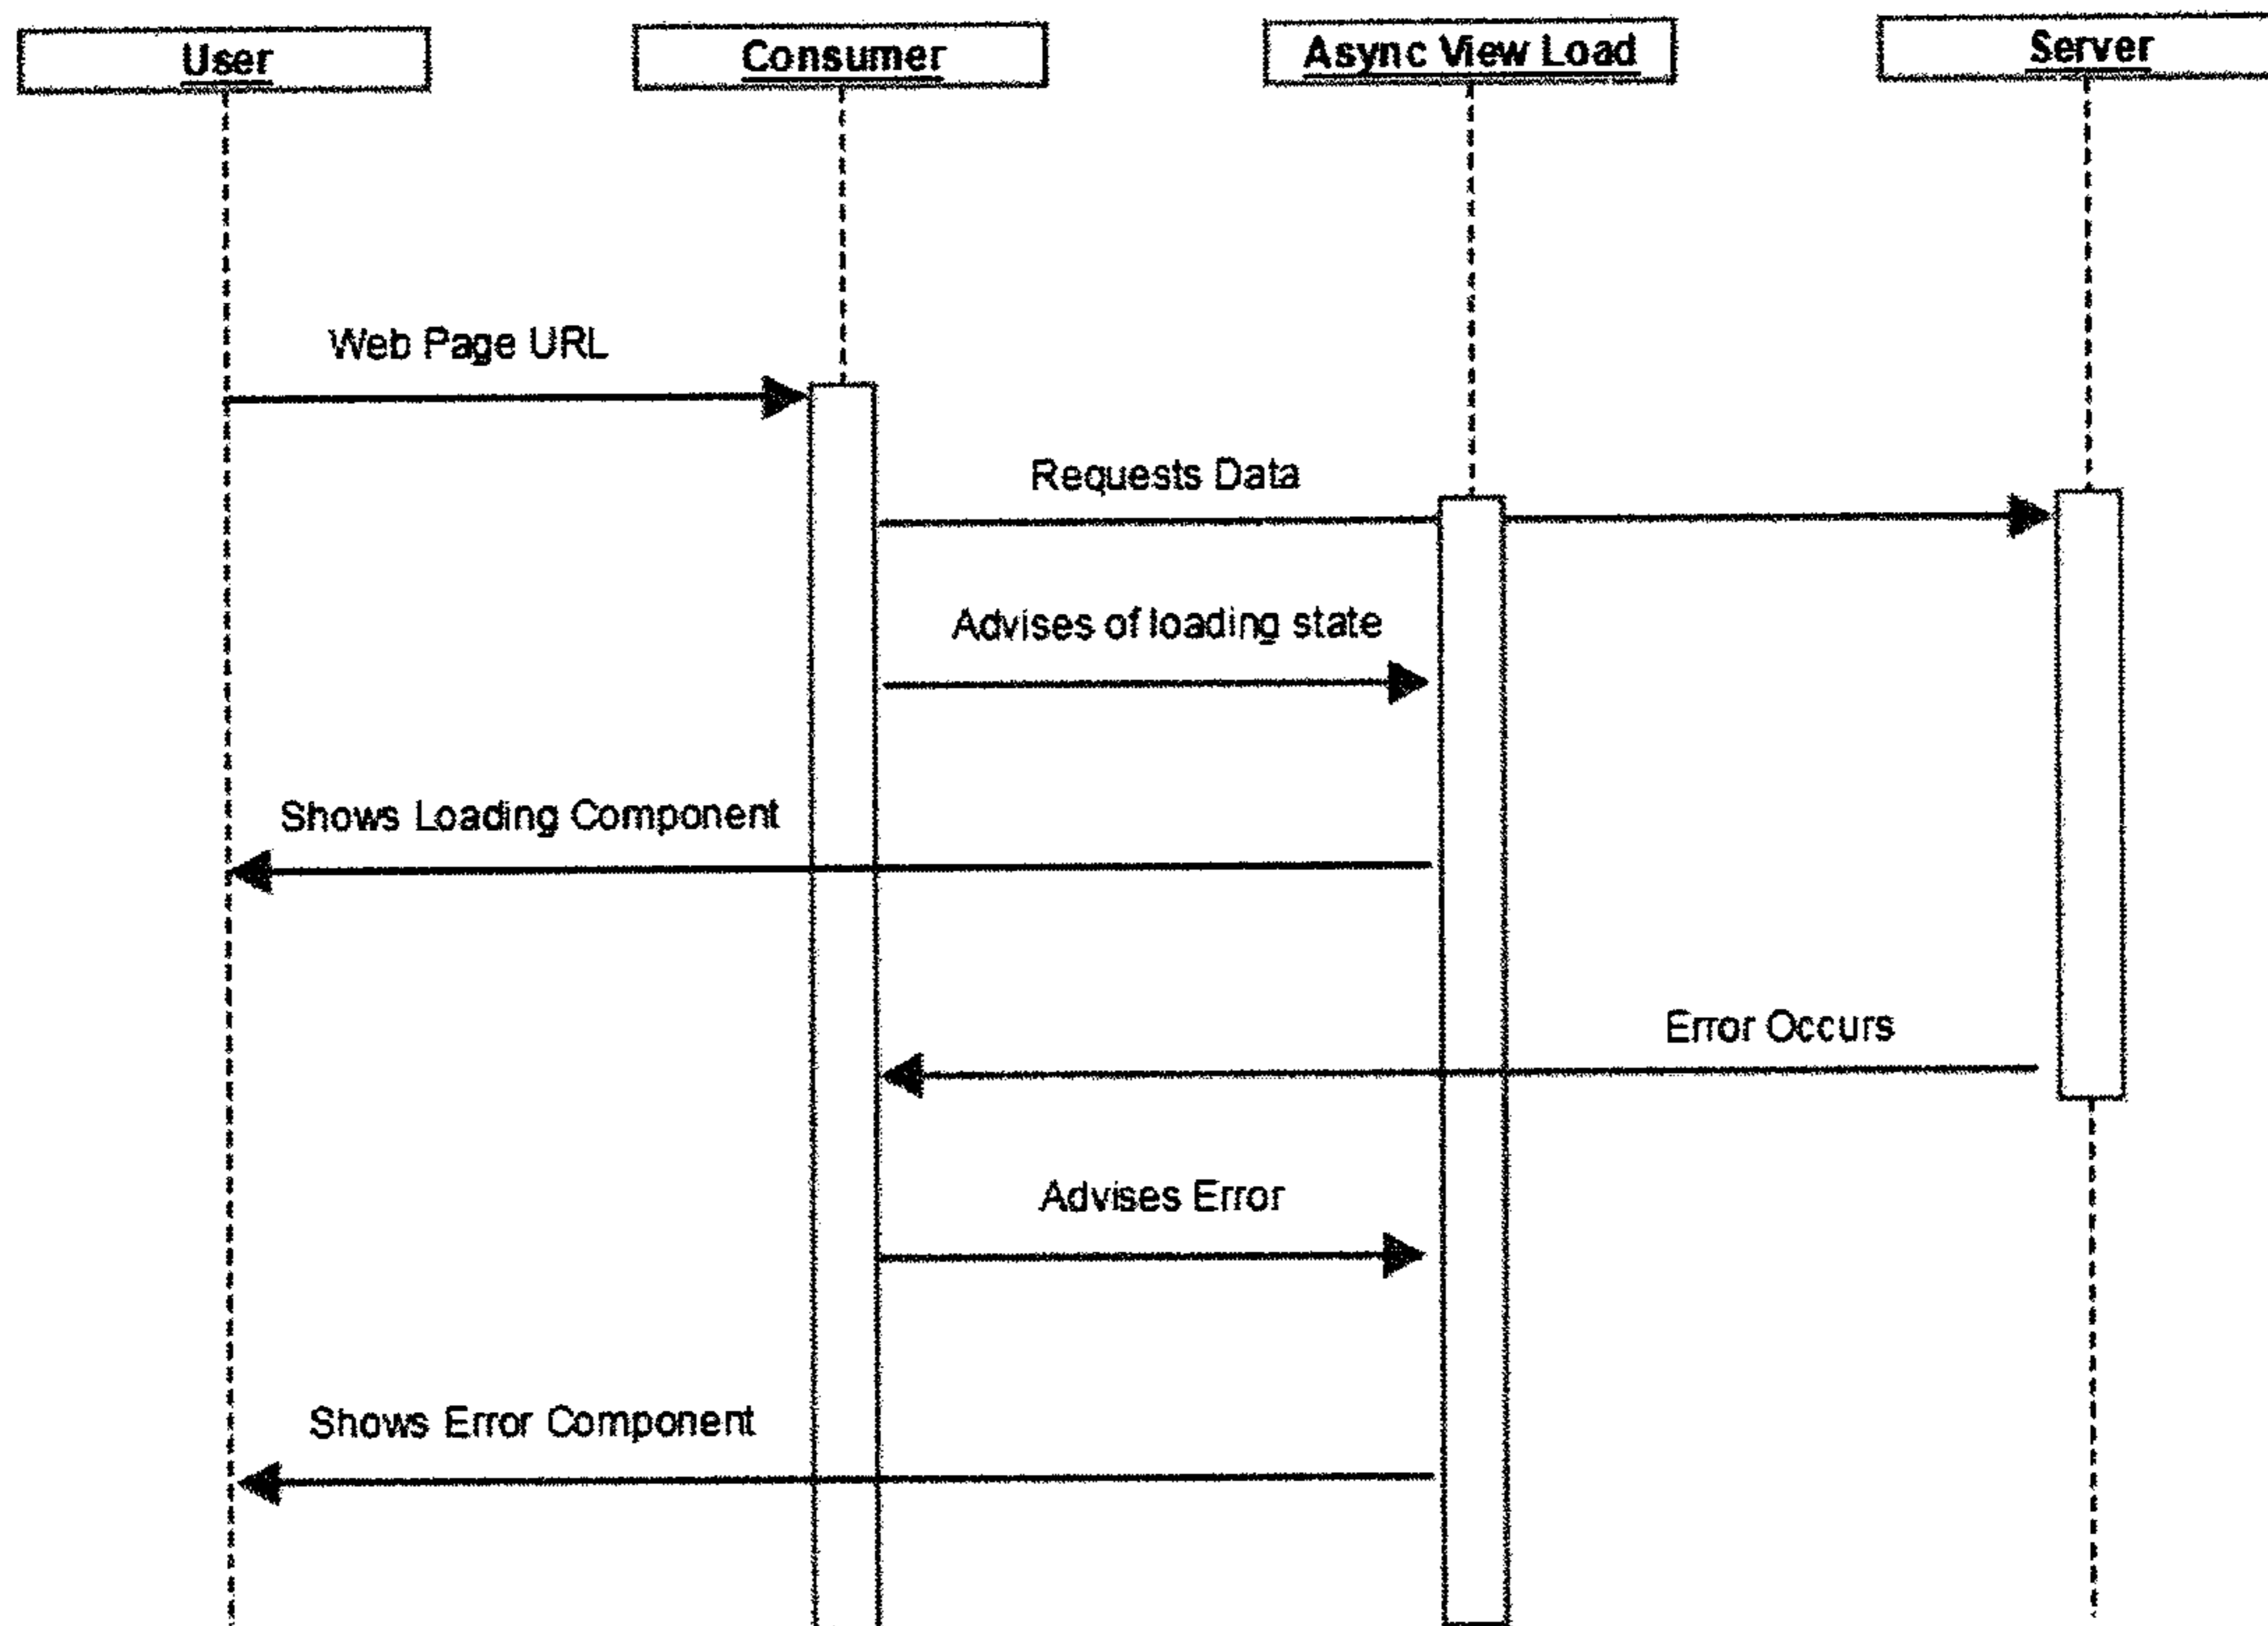 User
Consumer
Async View Load
Server
Web Page URL
Requests Data
Advises of loading state
Shows Loading Component
Error Occurs
Advises Error
Shows Error Component